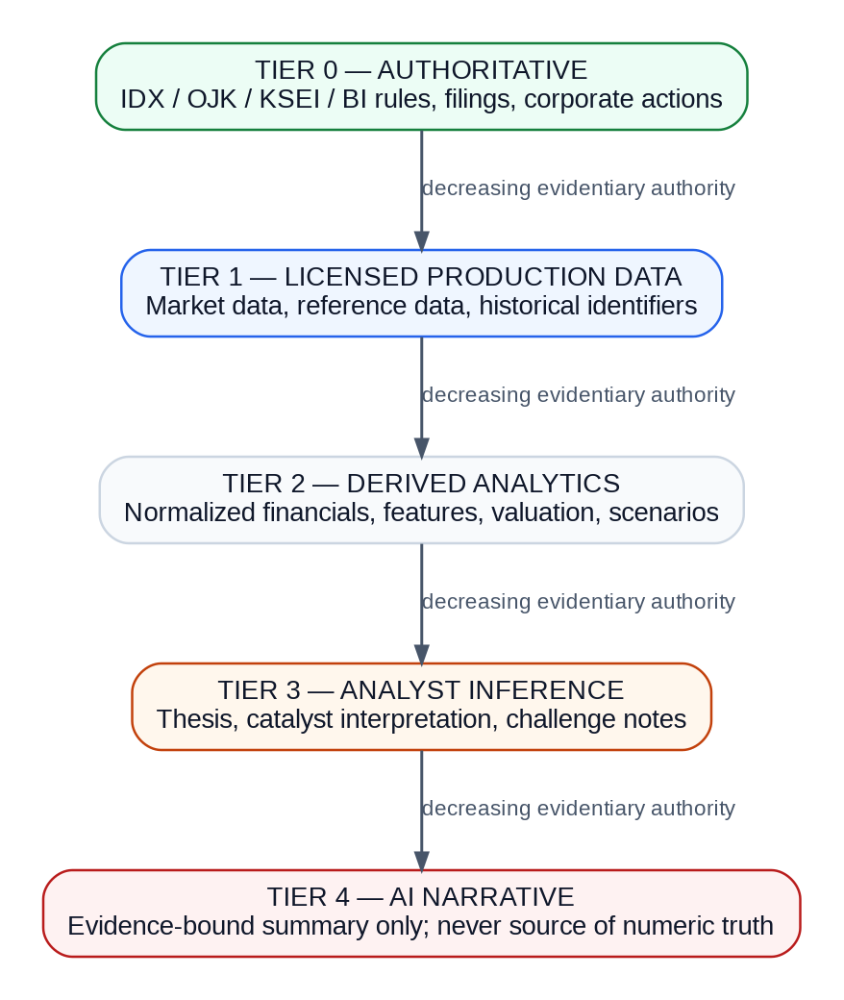 TIER 0 — AUTHORITATIVE
IDX / OJK / KSEI / BI rules, filings, corporate actions
decreasing evidentiary authority
TIER 1 — LICENSED PRODUCTION DATA
Market data, reference data, historical identifiers
decreasing evidentiary authority
TIER 2 — DERIVED ANALYTICS
Normalized financials, features, valuation, scenarios
decreasing evidentiary authority
TIER 3 — ANALYST INFERENCE
Thesis, catalyst interpretation, challenge notes
decreasing evidentiary authority
TIER 4 — AI NARRATIVE
Evidence-bound summary only; never source of numeric truth